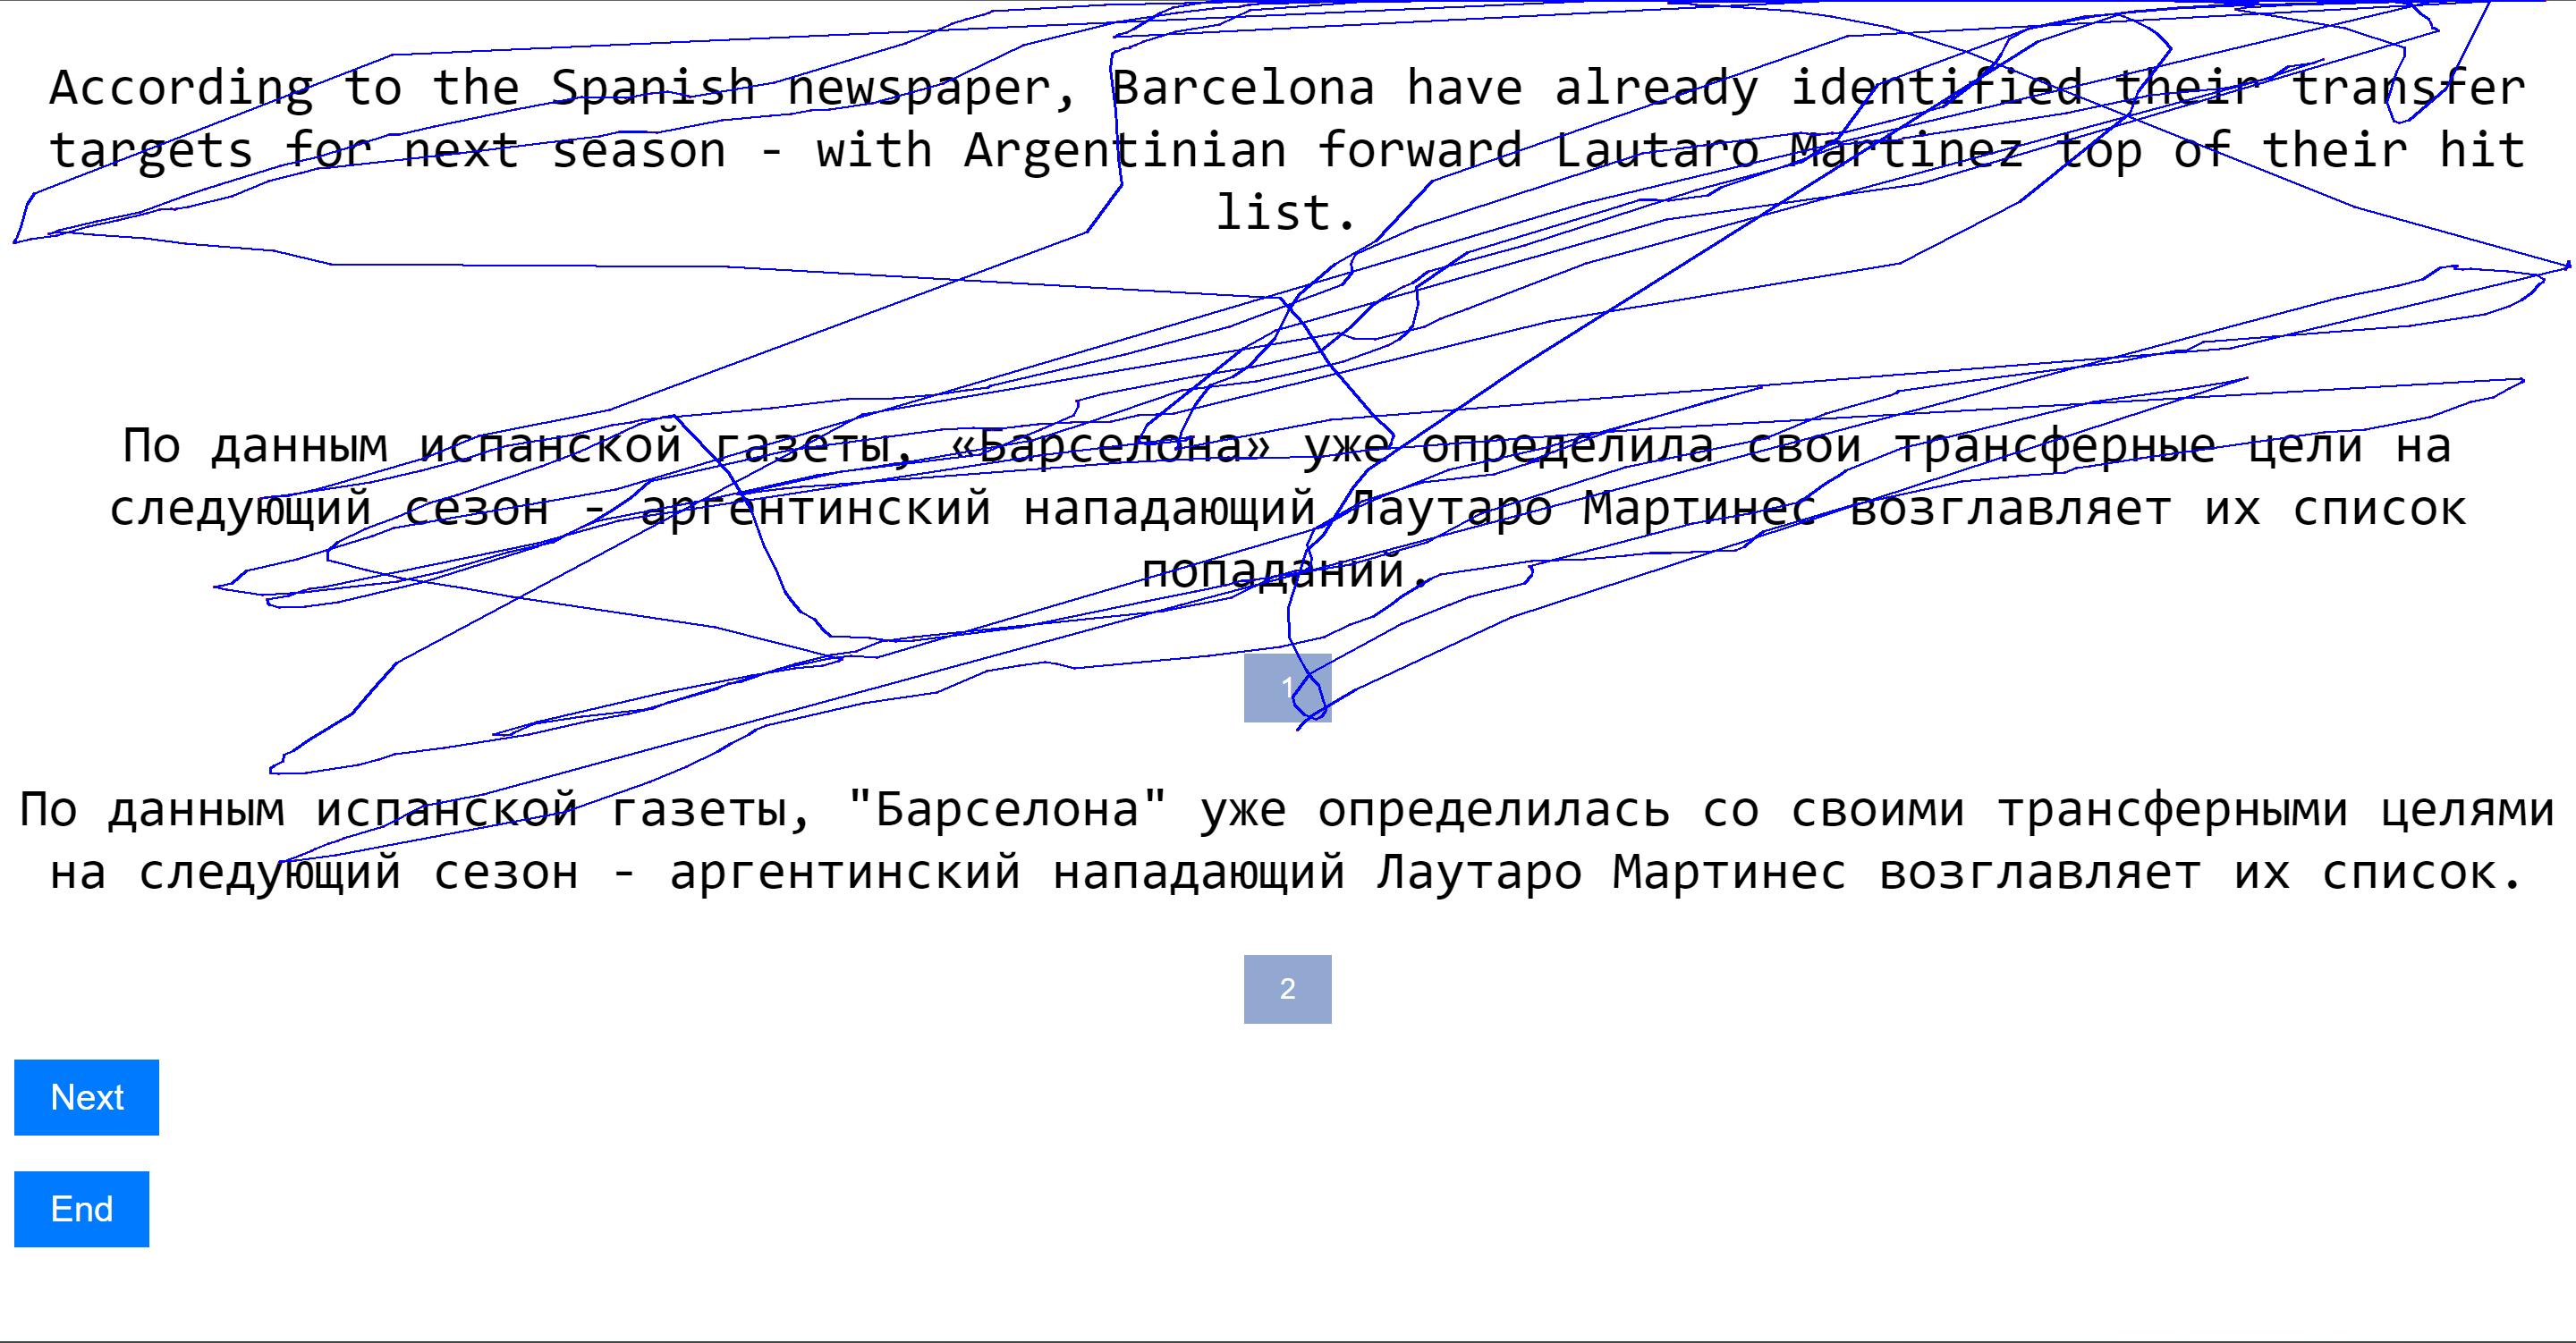 According to the Spanish newspaper, Barcelona have already identified their transfer
targets for next season - with Argentinian forward Lautaro Martinez top of their hit
list.
По данным испанской газеты, «Барселона» уже определила свои трансферные цели на
следующий сезон - аргентинский нападающий Лаутаро Мартинес возглавляет их список
попаданий.
1
По данным испанской газеты, "Барселона" уже определилась со своими трансферными целями
на следующий сезон - аргентинский нападающий Лаутаро Мартинес возглавляет их список.
2
Next
End